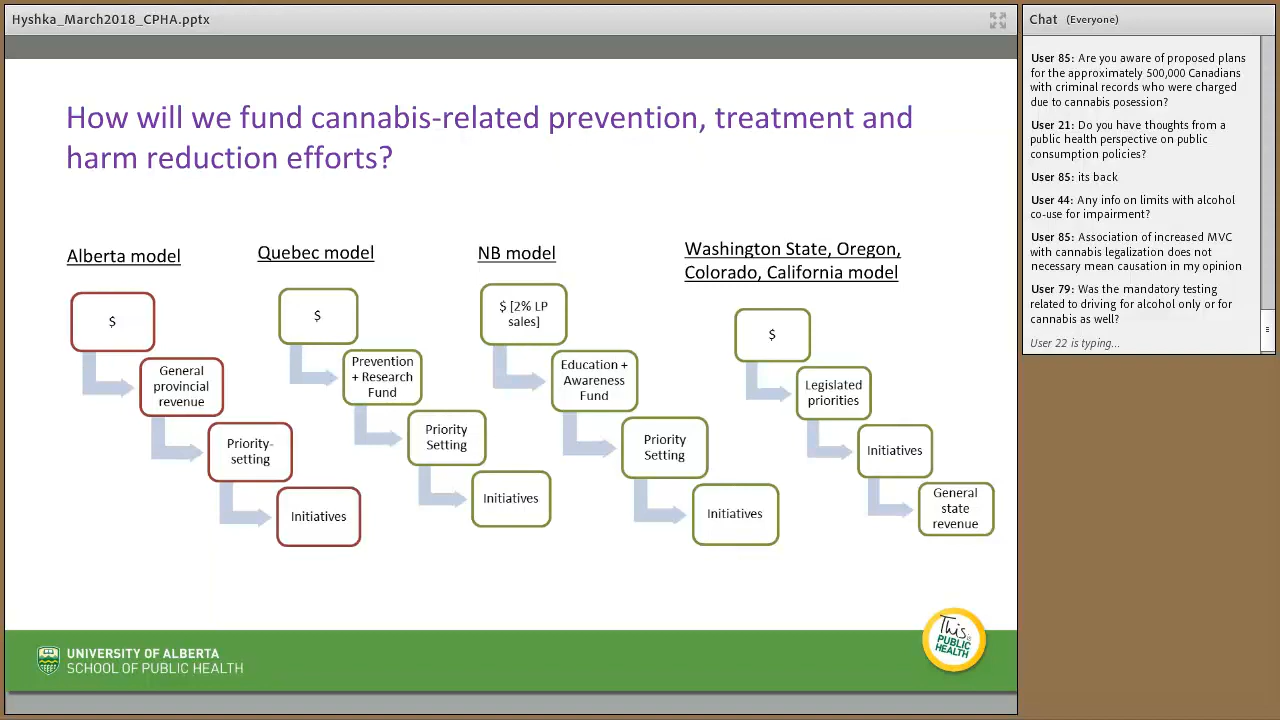 Hyshka_March2018_CPHA.pptx
How will we fund cannabis-related prevention, treatment and
harm reduction efforts?
Alberta model
$
General
provincial
revenue
Priority-
setting
Initiatives
Quebec model
$
Prevention
+ Research
Fund
Priority
Setting
Initiatives
NB model
$ [2% LP
sales]
Education +
Awareness
Fund
Priority
Setting
Initiatives
Washington State, Oregon,
Colorado, California model
$
Legislated
priorities
Initiatives
General
state
revenue
UNIVERSITY OF ALBERTA
SCHOOL OF PUBLIC HEALTH
This
is
PUBLIC
HEALTH
Chat (Everyone)
User 85: Are you aware of proposed plans
for the approximately 500,000 Canadians
with criminal records who were charged
due to cannabis posession?
User 21: Do you have thoughts from a
public health perspective on public
consumption policies?
User 85: its back
User 44: Any info on limits with alcohol
co-use for impairment?
User 85: Association of increased MVC
with cannabis legalization does not
necessary mean causation in my opinion
User 79: Was the mandatory testing
related to driving for alcohol only or for
cannabis as well?
User 22 is typing...